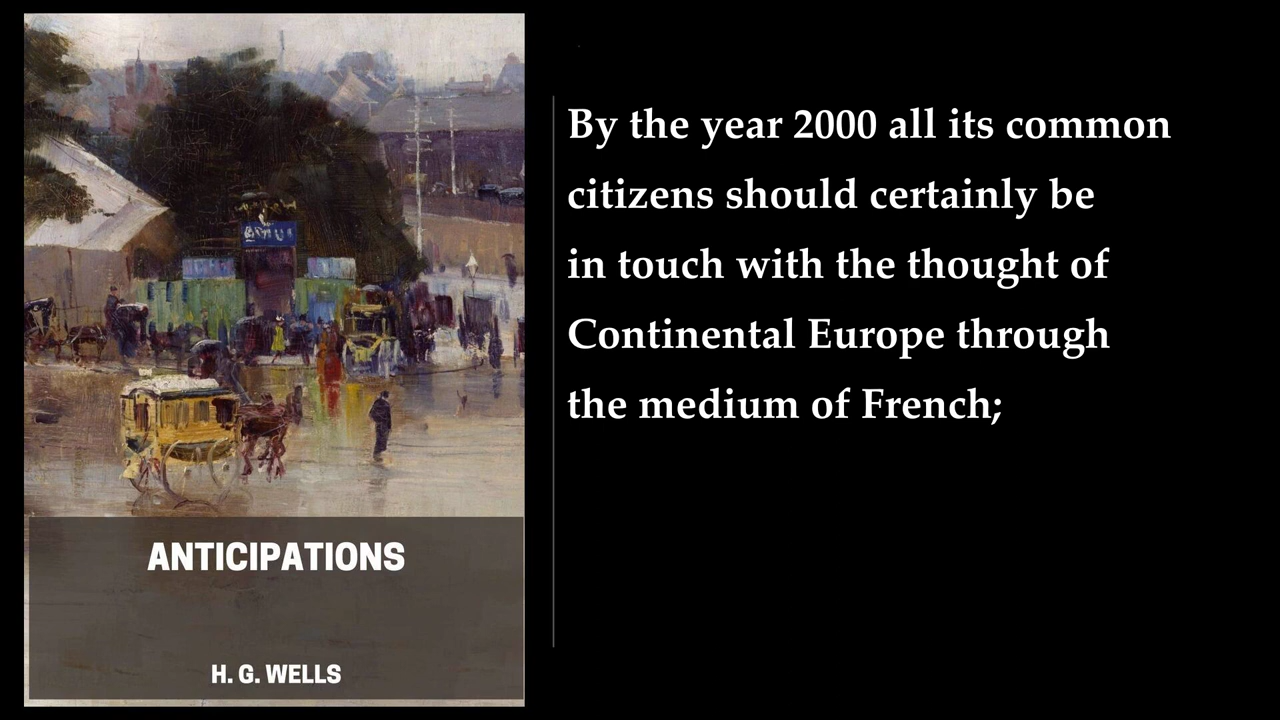 By the year 2000 all its common
citizens should certainly be
in touch with the thought of
Continental Europe through
the medium of French;
ANTICIPATIONS
H. G. WELLS